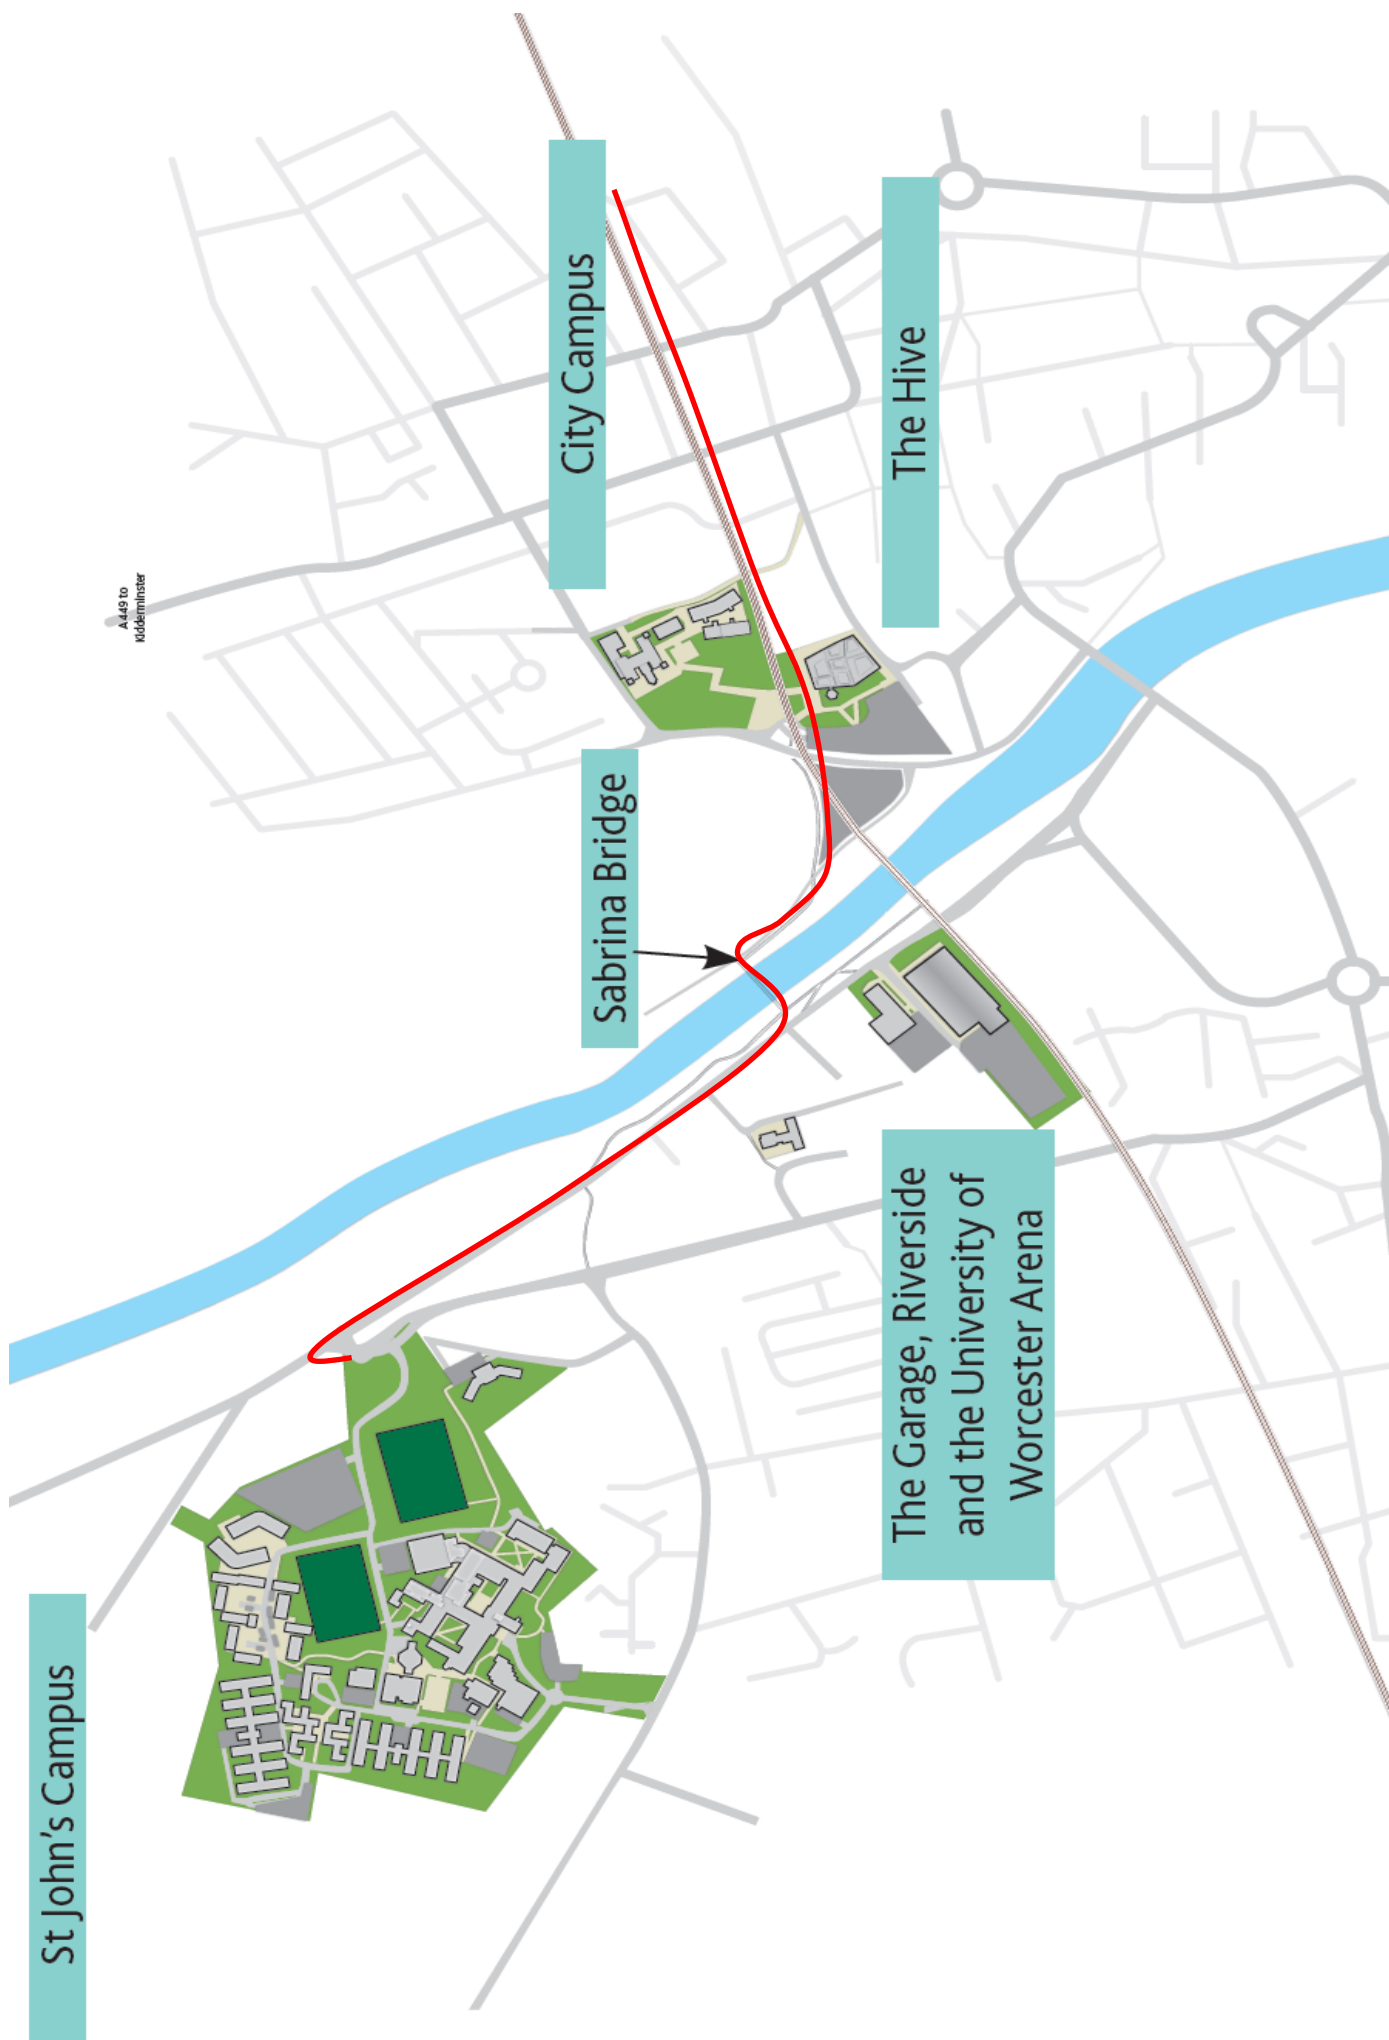 A449 to
Kidderminster
St John's Campus
Sabrina Bridge
City Campus
The Garage, Riverside
and the University of
Worcester Arena
The Hive